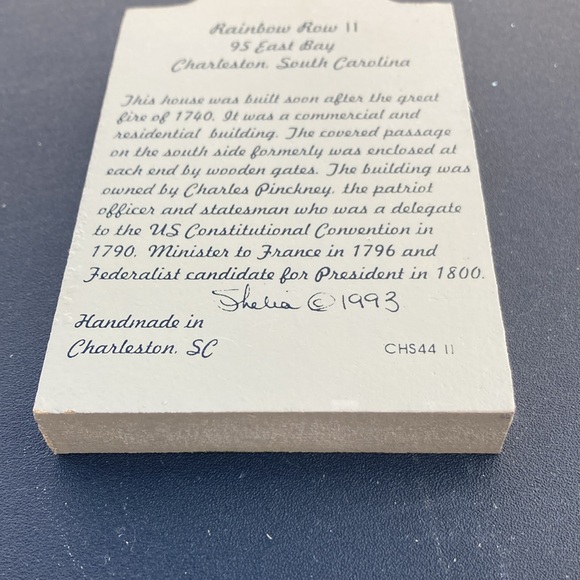 Rainbow Row 11
95 East Bay
Charleston, South Carolina
This house was built soon after the great
fire of 1740. It was a commercial and
residential building. The covered passage
on the south side formerly was enclosed at
each end by wooden gates. The building was
owned by Charles Pinckney, the patriot
officer and statesman who was a delegate
to the US Constitutional Convention in
1790. Minister to France in 1796 and
Federalist candidate for President in 1800.
Shelia © 1993
Handmade in
Charleston, SC
CHS44 11